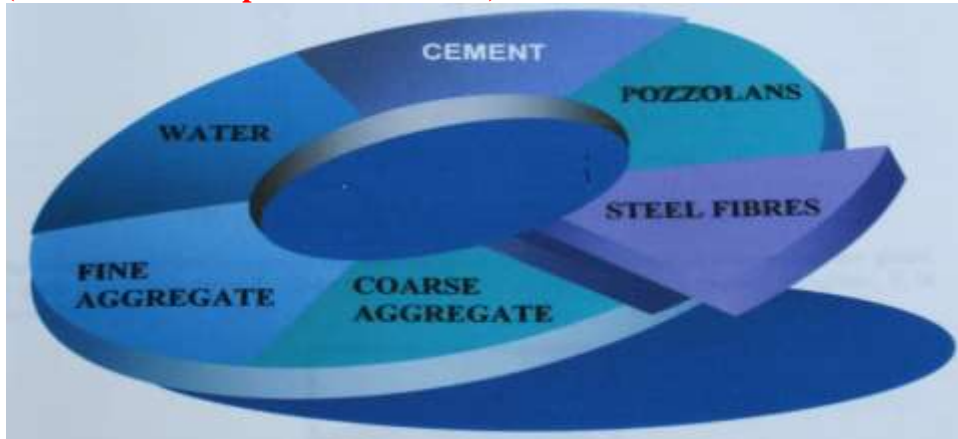 CEMENT
POZZOLANS
WATER
STEEL FIBRES
FINE
AGGREGATE
COARSE
AGGREGATE